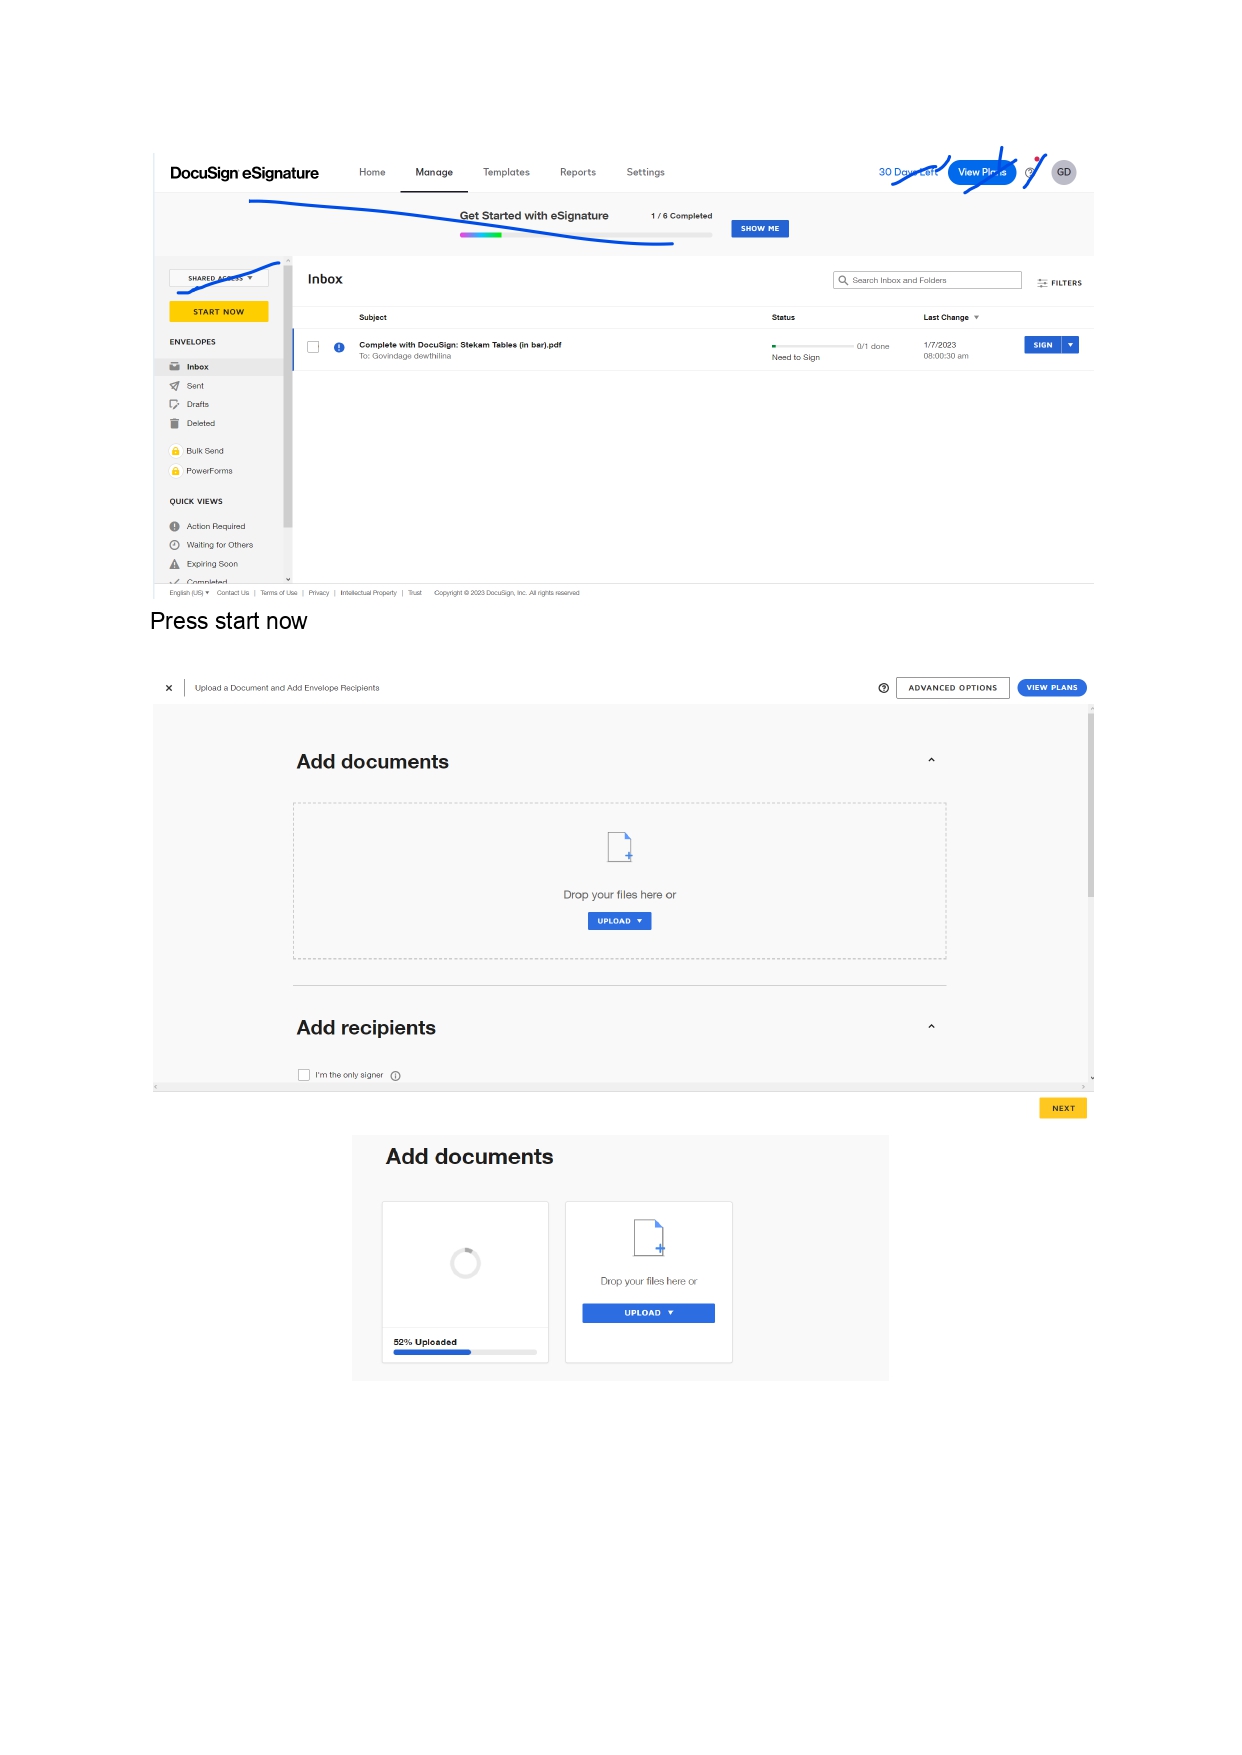 DocuSign eSignature Home Manage Templates Reports Settings 30 Days Left View Plans GD
Get Started with eSignature 1 / 6 Completed SHOW ME
SHARED ACCESS Inbox Search Inbox and Folders FILTERS
START NOW Subject Status Last Change
ENVELOPES Complete with DocuSign: Stekam Tables (in bar).pdf 0/1 done 1/7/2023 SIGN
To: Govindage dewthilina Need to Sign 08:00:30 am
Inbox
Sent
Drafts
Deleted
Bulk Send
PowerForms
QUICK VIEWS
Action Required
Waiting for Others
Expiring Soon
Completed
English (US) Contact Us | Terms of Use | Privacy | Intellectual Property | Trust Copyright © 2023 DocuSign, Inc. All rights reserved
Press start now
× Upload a Document and Add Envelope Recipients ADVANCED OPTIONS VIEW PLANS
Add documents
Drop your files here or
UPLOAD
Add recipients
I'm the only signer
NEXT
Add documents
Drop your files here or
UPLOAD
52% Uploaded